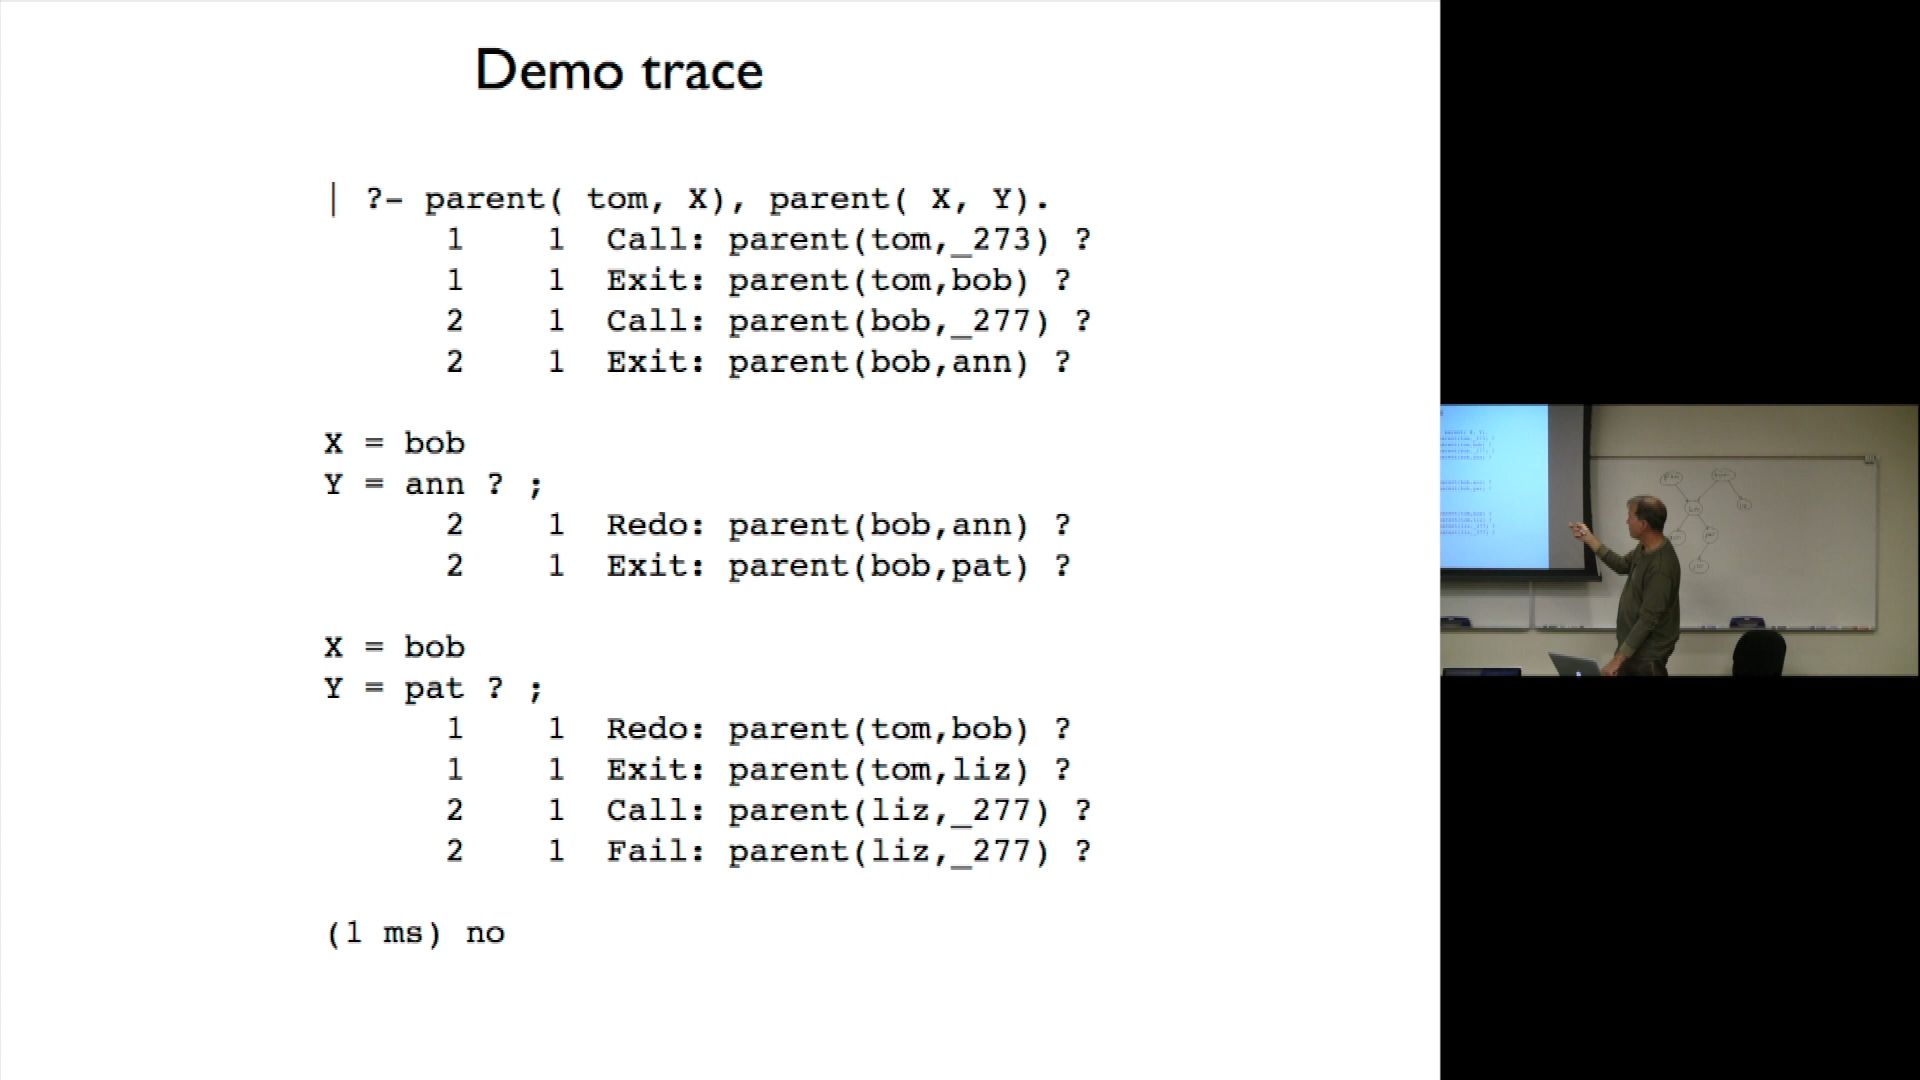 Demo trace
| ?- parent( tom, X), parent( X, Y).
1 1 Call: parent(tom,_273) ?
1 1 Exit: parent(tom,bob) ?
2 1 Call: parent(bob,_277) ?
2 1 Exit: parent(bob,ann) ?
X = bob
Y = ann ? ;
2 1 Redo: parent(bob,ann) ?
2 1 Exit: parent(bob,pat) ?
X = bob
Y = pat ? ;
1 1 Redo: parent(tom,bob) ?
1 1 Exit: parent(tom,liz) ?
2 1 Call: parent(liz,_277) ?
2 1 Fail: parent(liz,_277) ?
(1 ms) no